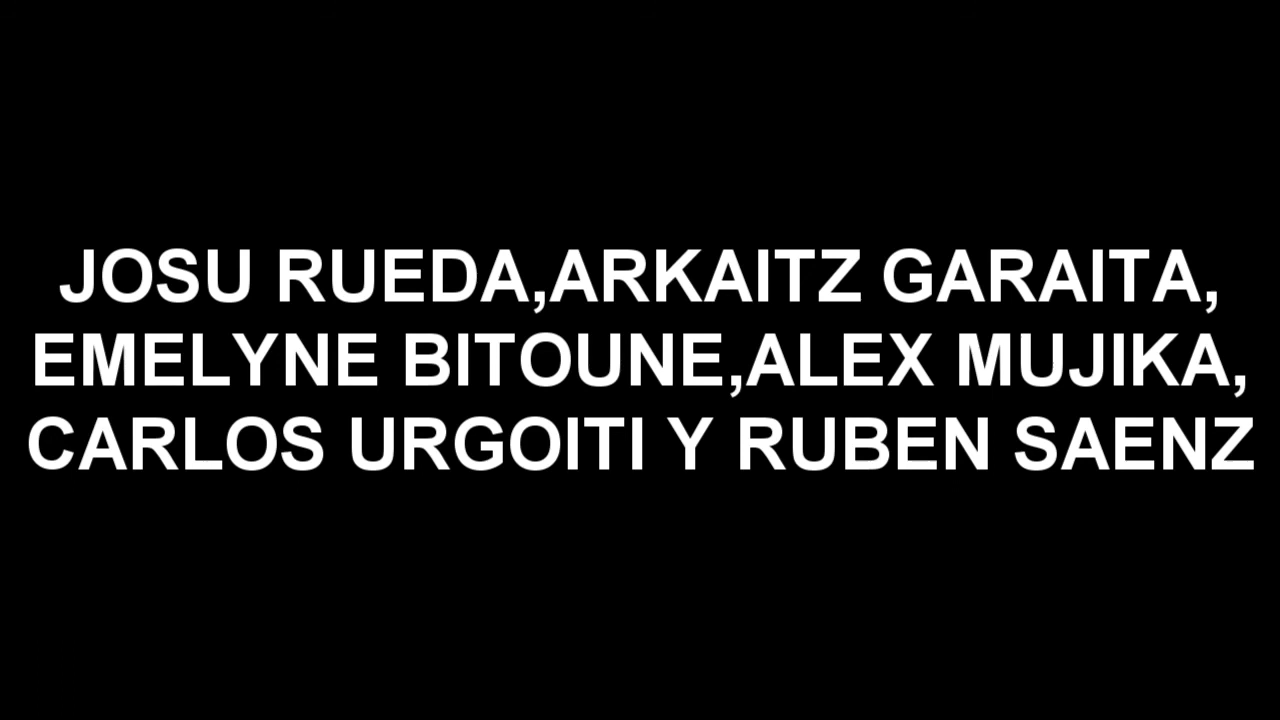 JOSU RUEDA,ARKAITZ GARAITA,
EMELYNE BITOUNE,ALEX MUJIKA,
CARLOS URGOITI Y RUBEN SAENZ